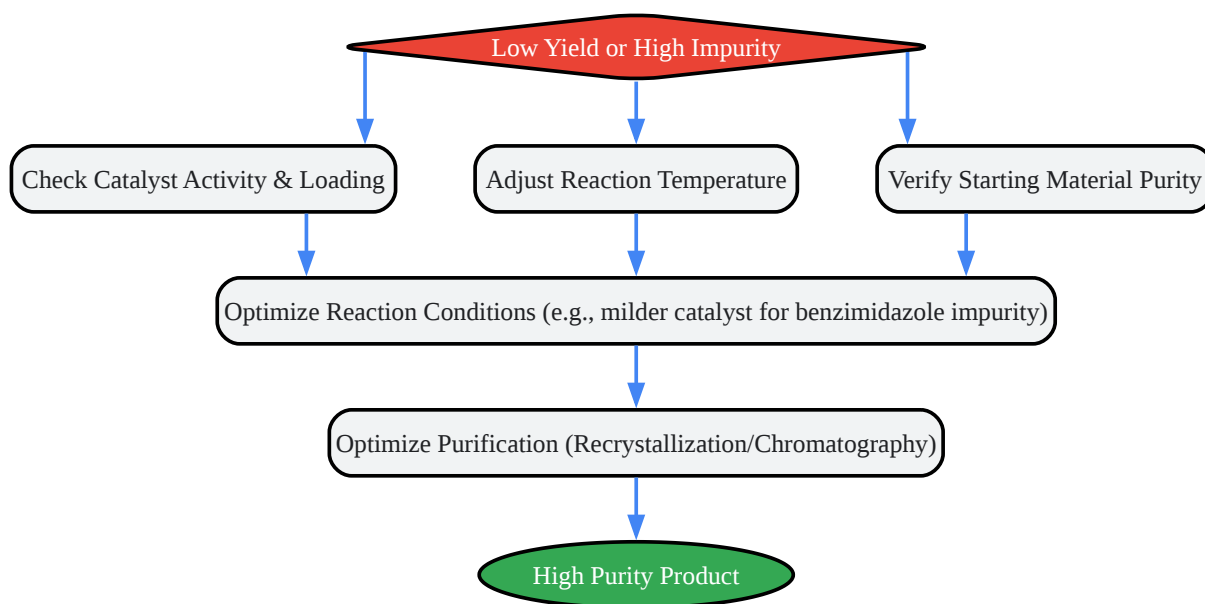 Low Yield or High Impurity
Check Catalyst Activity & Loading
Adjust Reaction Temperature
Verify Starting Material Purity
Optimize Reaction Conditions (e.g., milder catalyst for benzimidazole impurity)
Optimize Purification (Recrystallization/Chromatography)
High Purity Product